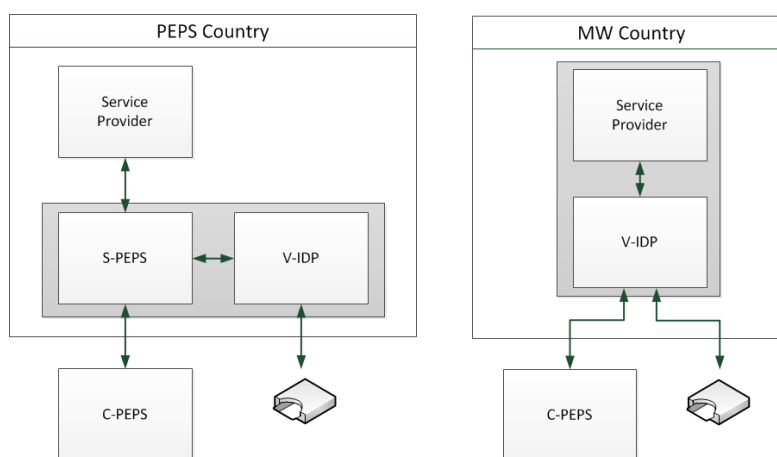 PEPS Country
Service
Provider
S-PEPS
V-IDP
C-PEPS
MW Country
Service
Provider
V-IDP
C-PEPS